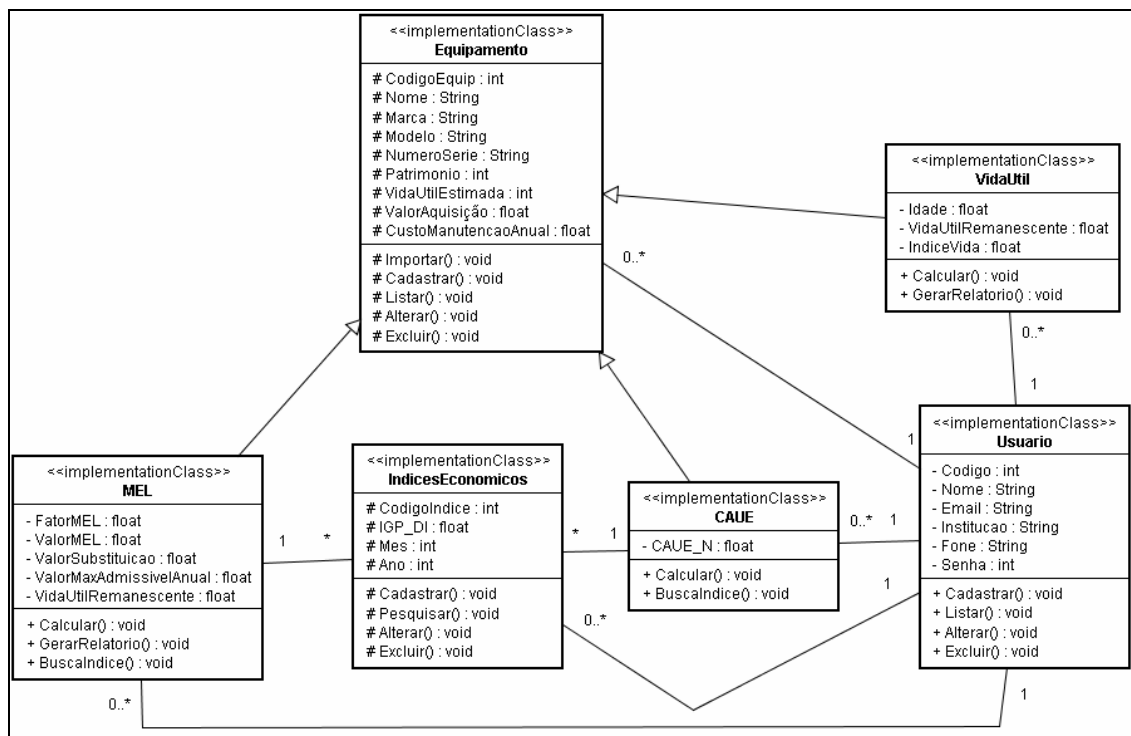 <<implementationClass>>
Equipamento
# CodigoEquip : int
# Nome : String
# Marca : String
# Modelo : String
# NumeroSerie : String
# Patrimonio : int
# VidaUtilEstimada : int
# ValorAquisição : float
# CustoManutencaoAnual : float
# Importar() : void
# Cadastrar() : void
# Listar() : void
# Alterar() : void
# Excluir() : void
<<implementationClass>>
VidaUtil
- Idade : float
- VidaUtilRemanescente : float
- IndiceVida : float
+ Calcular() : void
+ GerarRelatorio() : void
0..*
0..*
1
1
<<implementationClass>>
MEL
- FatorMEL : float
- ValorMEL : float
- ValorSubstituicao : float
- ValorMaxAdmissivelAnual : float
- VidaUtilRemanescente : float
+ Calcular() : void
+ GerarRelatorio() : void
+ BuscaIndice() : void
1
*
<<implementationClass>>
IndicesEconomicos
# CodigoIndice : int
# IGP_DI : float
# Mes : int
# Ano : int
# Cadastrar() : void
# Pesquisar() : void
# Alterar() : void
# Excluir() : void
*
1
<<implementationClass>>
CAUE
- CAUE_N : float
+ Calcular() : void
+ BuscaIndice() : void
0..*
1
<<implementationClass>>
Usuario
- Codigo : int
- Nome : String
- Email : String
- Institucao : String
- Fone : String
- Senha : int
+ Cadastrar() : void
+ Listar() : void
+ Alterar() : void
+ Excluir() : void
0..*
1
0..*
1